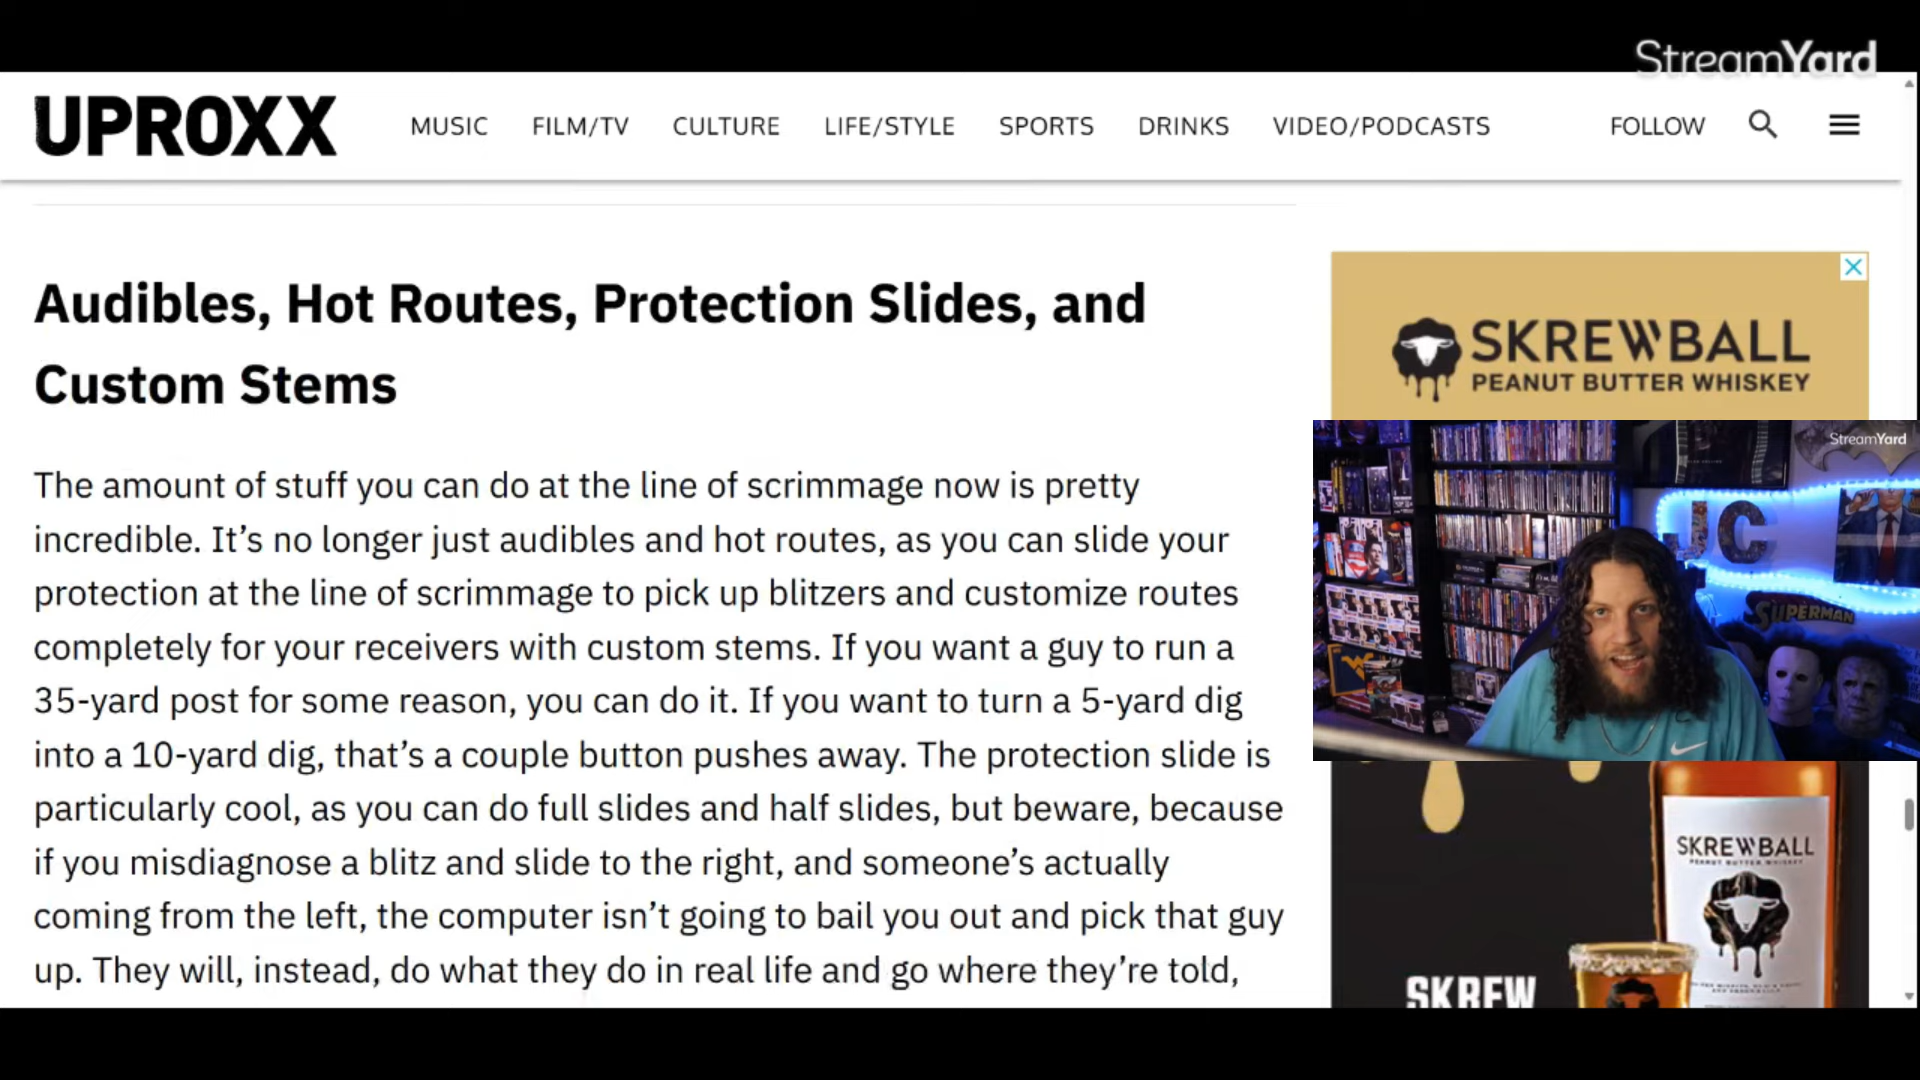 StreamYard
UPROXX
MUSIC FILM/TV CULTURE LIFE/STYLE SPORTS DRINKS VIDEO/PODCASTS FOLLOW
Audibles, Hot Routes, Protection Slides, and
Custom Stems
The amount of stuff you can do at the line of scrimmage now is pretty
incredible. It’s no longer just audibles and hot routes, as you can slide your
protection at the line of scrimmage to pick up blitzers and customize routes
completely for your receivers with custom stems. If you want a guy to run a
35-yard post for some reason, you can do it. If you want to turn a 5-yard dig
into a 10-yard dig, that’s a couple button pushes away. The protection slide is
particularly cool, as you can do full slides and half slides, but beware, because
if you misdiagnose a blitz and slide to the right, and someone’s actually
coming from the left, the computer isn’t going to bail you out and pick that guy
up. They will, instead, do what they do in real life and go where they’re told,
SKREWBALL
PEANUT BUTTER WHISKEY
StreamYard
JC
SUPERMAN
SKREWBALL
PEANUT BUTTER WHISKEY
SKREW